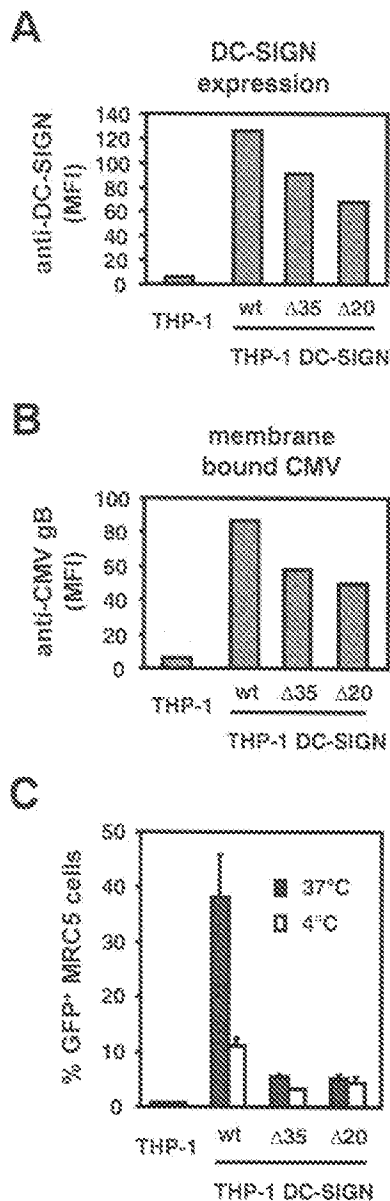 A
DC-SIGN
expression
anti-DC-SIGN
(MFI)
140
120
100
80
60
40
20
0
THP-1
wt
Δ35
Δ20
THP-1 DC-SIGN
B
membrane
bound CMV
anti-CMV gB
(MFI)
100
80
60
40
20
0
THP-1
wt
Δ35
Δ20
THP-1 DC-SIGN
C
% GFP⁺ MRC5 cells
50
40
30
20
10
0
37°C
4°C
THP-1
wt
Δ35
Δ20
THP-1 DC-SIGN